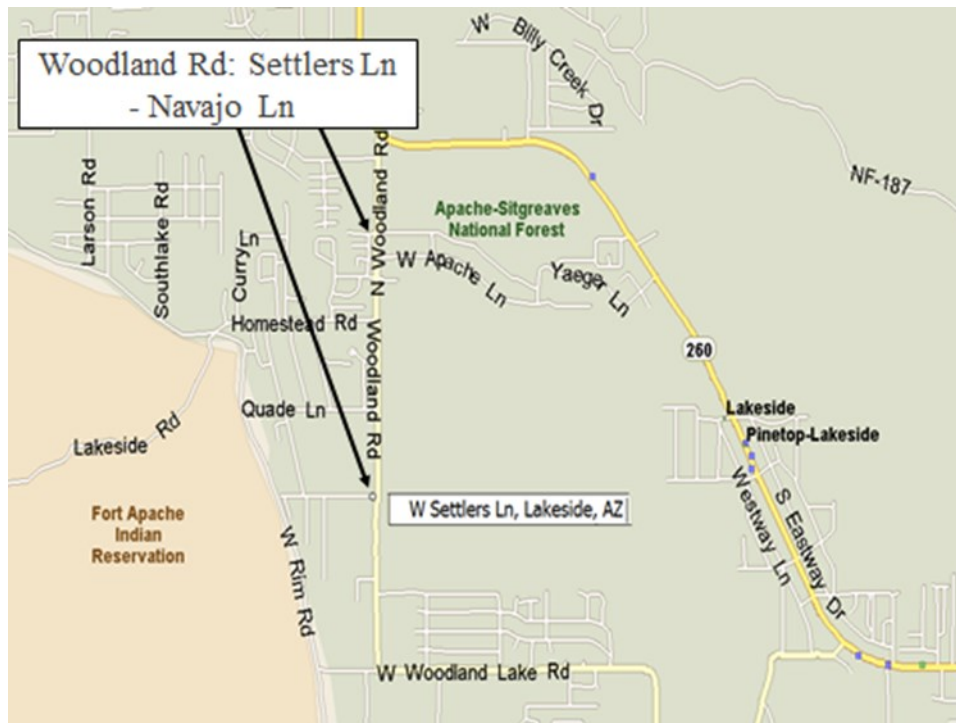 Woodland Rd: Settlers Ln
- Navajo Ln
W Billy Creek Dr
NF-187
Larson Rd
Southlake Rd
N Woodland Rd
Apache-Sitgreaves
National Forest
Curry Ln
W Apache Ln
Yaeger Ln
Homestead Rd
Woodland Rd
260
Quade Ln
Lakeside Rd
Lakeside
Pinetop-Lakeside
W Settlers Ln, Lakeside, AZ
Fort Apache
Indian
Reservation
W Rim Rd
Westway Ln
S Eastway Dr
W Woodland Lake Rd